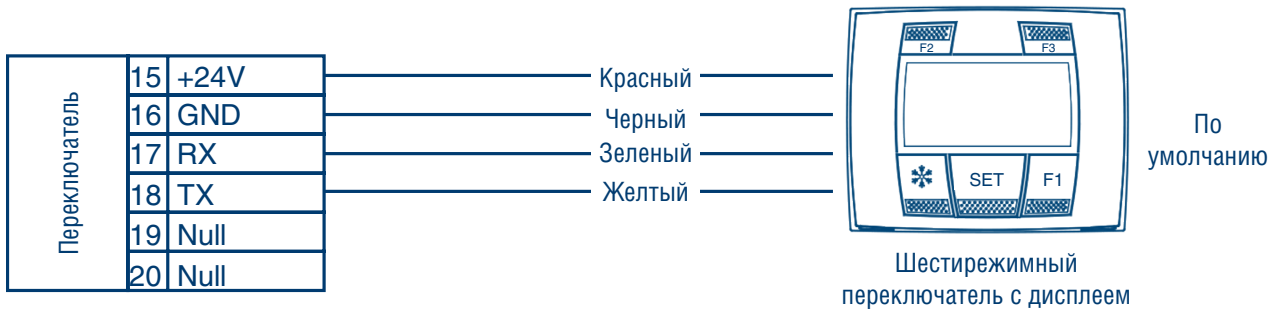 Переключатель
15 +24V Красный
16 GND Черный
17 RX Зеленый
18 TX Желтый
19 Null
20 Null
F2 F3
SET F1
По
умолчанию
Шестирежимный
переключатель с дисплеем